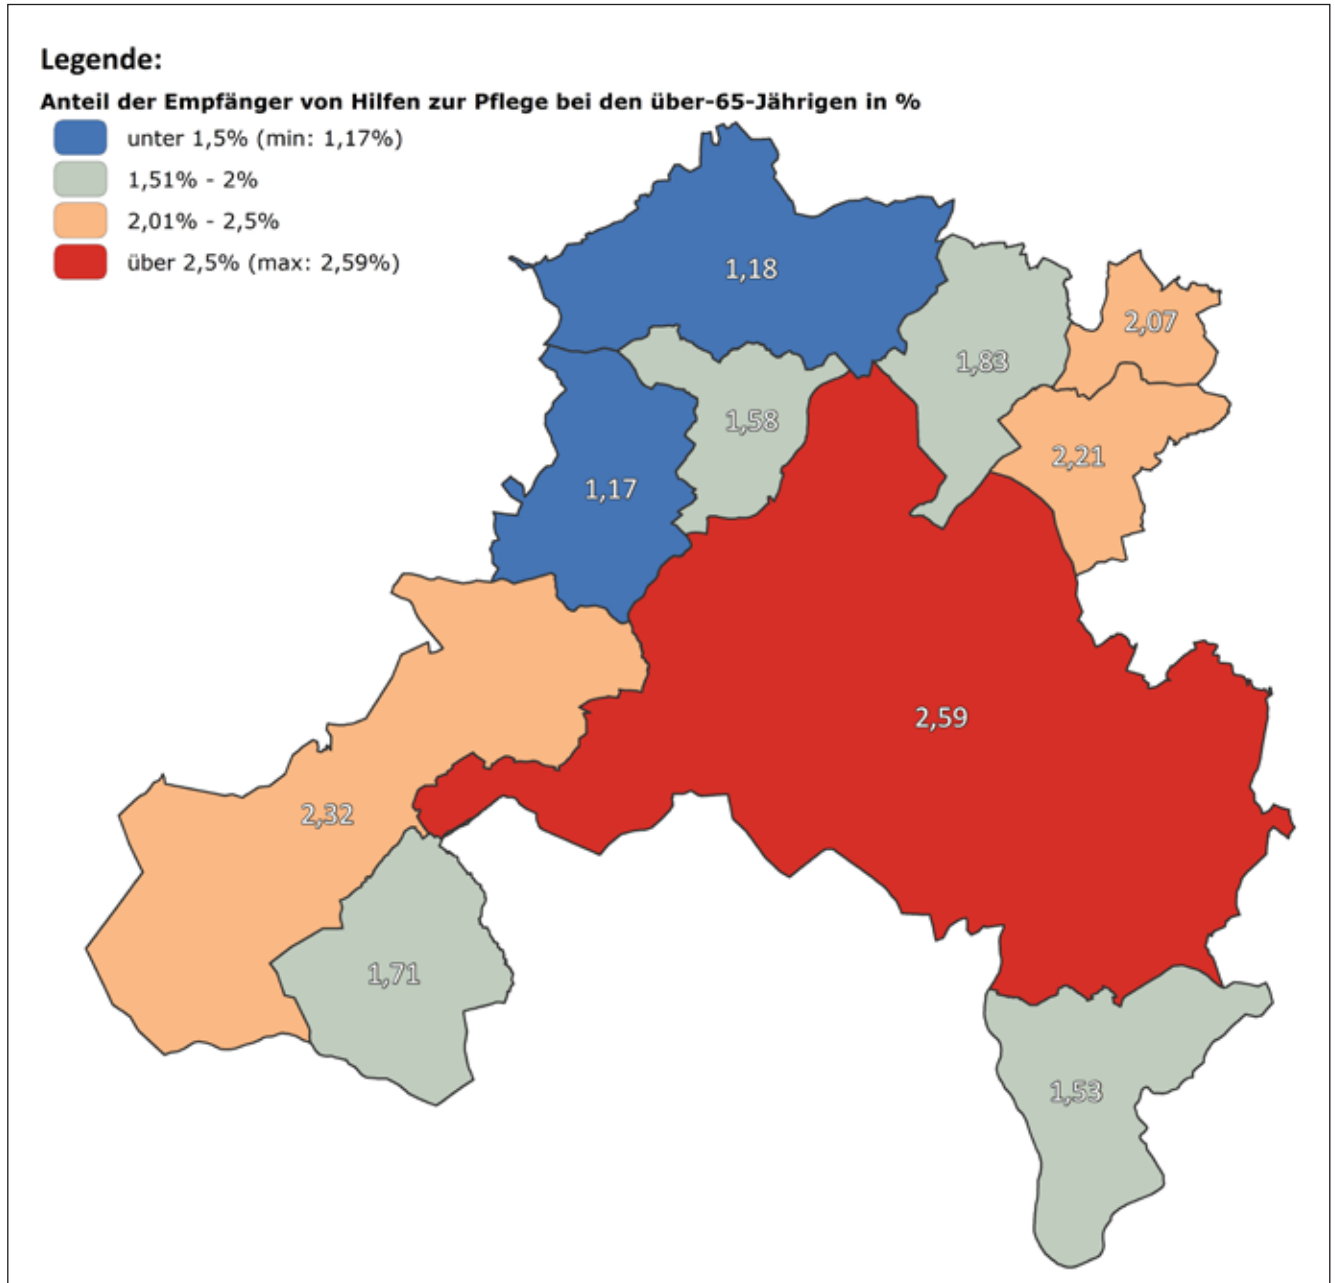 Legende:
Anteil der Empfänger von Hilfen zur Pflege bei den über-65-Jährigen in %
unter 1,5% (min: 1,17%)
1,51% - 2%
2,01% - 2,5%
über 2,5% (max: 2,59%)
1,18
2,07
1,83
1,58
2,21
1,17
2,59
2,32
1,71
1,53